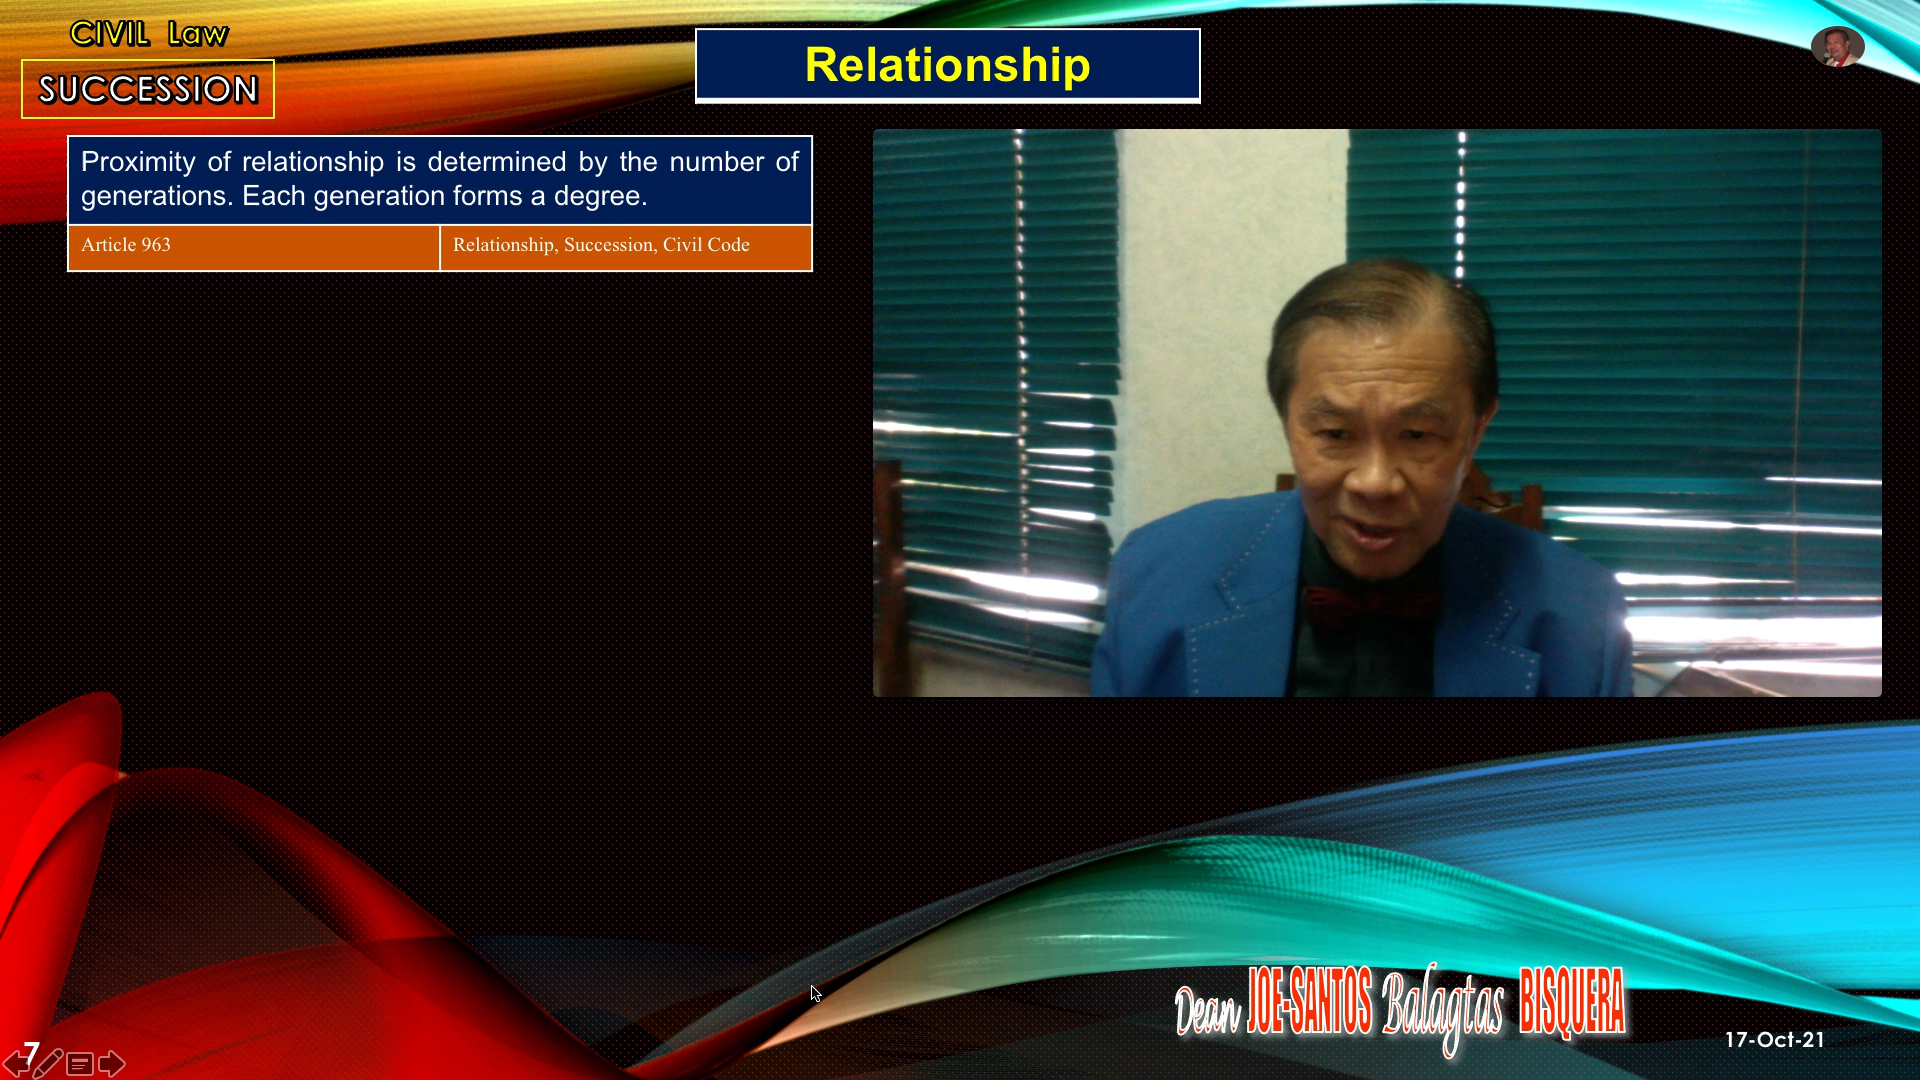 CIVIL Law
SUCCESSION
Relationship
Proximity of relationship is determined by the number of
generations. Each generation forms a degree.
Article 963
Relationship, Succession, Civil Code
Dean JOE-SANTOS Balagtas BISQUERA
17-Oct-21
7